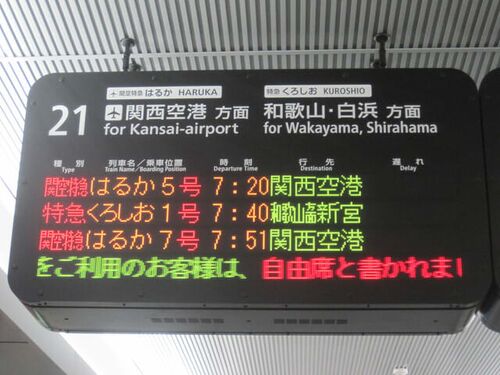 関空特急 はるか HARUKA 特急 くろしお KUROSHIO
21 関西空港 方面 和歌山・白浜 方面
for Kansai-airport for Wakayama, Shirahama
種別 列車名／乗車位置 時刻 行先 遅れ
Type Train Name/Boarding Position Departure Time Destination Delay
関空特急 はるか 5号 7:20 関西空港
特急 くろしお 1号 7:40 和歌山方面新宮
関空特急 はるか 7号 7:51 関西空港
をご利用のお客様は、 自由席と書かれまし